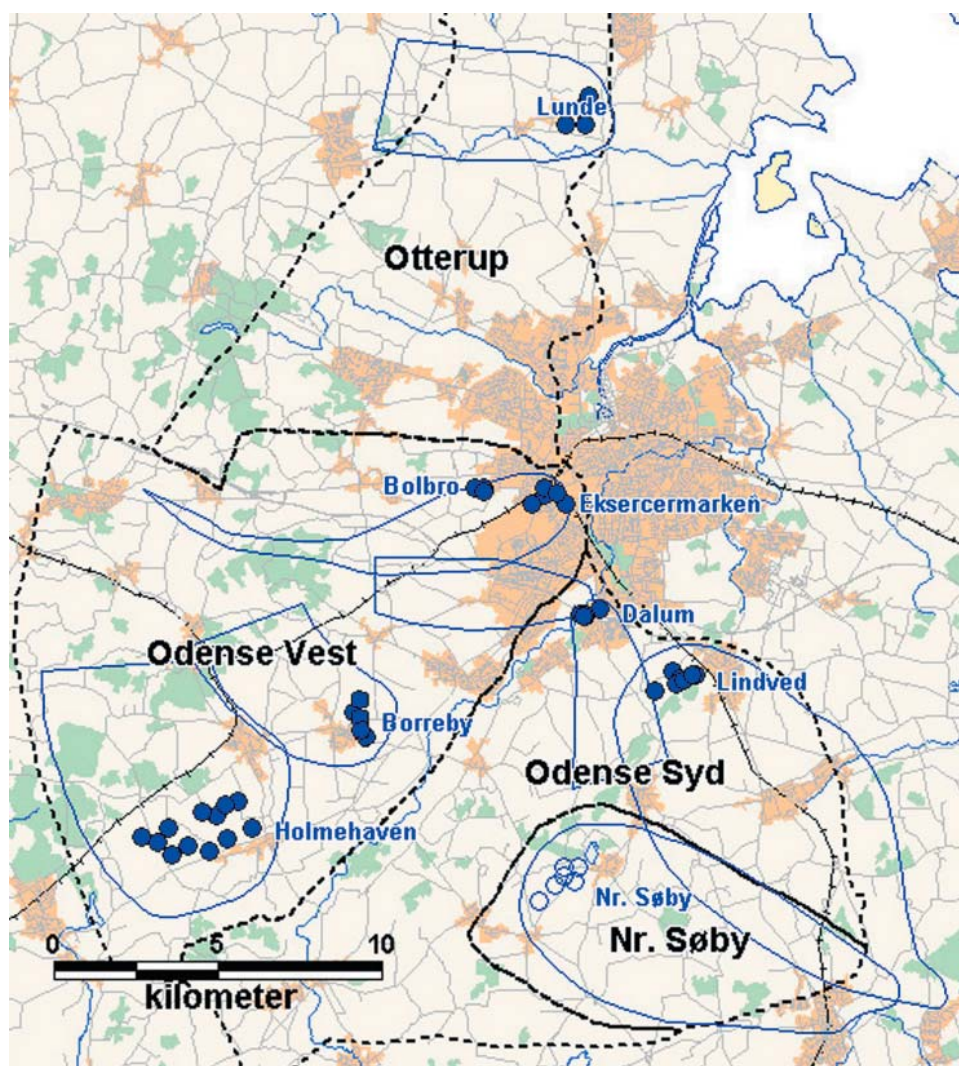 Lunde
Otterup
Bolbro
Eksercermarken
Dalum
Odense Vest
Lindved
Borreby
Odense Syd
Holmehaven
Nr. Søby
Nr. Søby
0 5 10
kilometer